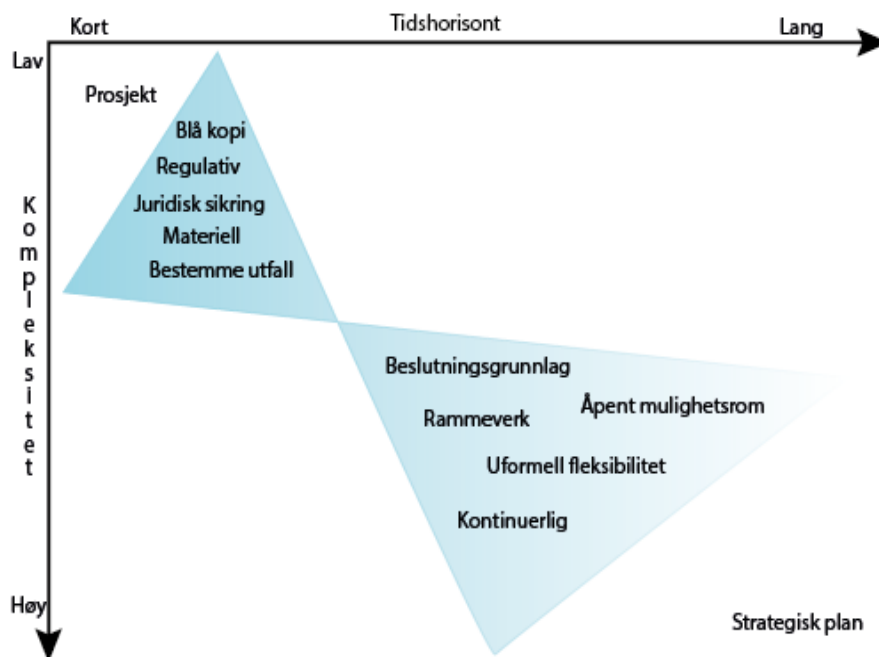 Kort
Tidshorisont
Lang
Lav
Prosjekt
Blå kopi
Regulativ
Juridisk sikring
Materiell
Bestemme utfall
Kompleksitet
Beslutningsgrunnlag
Åpent mulighetsrom
Rammeverk
Uformell fleksibilitet
Kontinuerlig
Høy
Strategisk plan